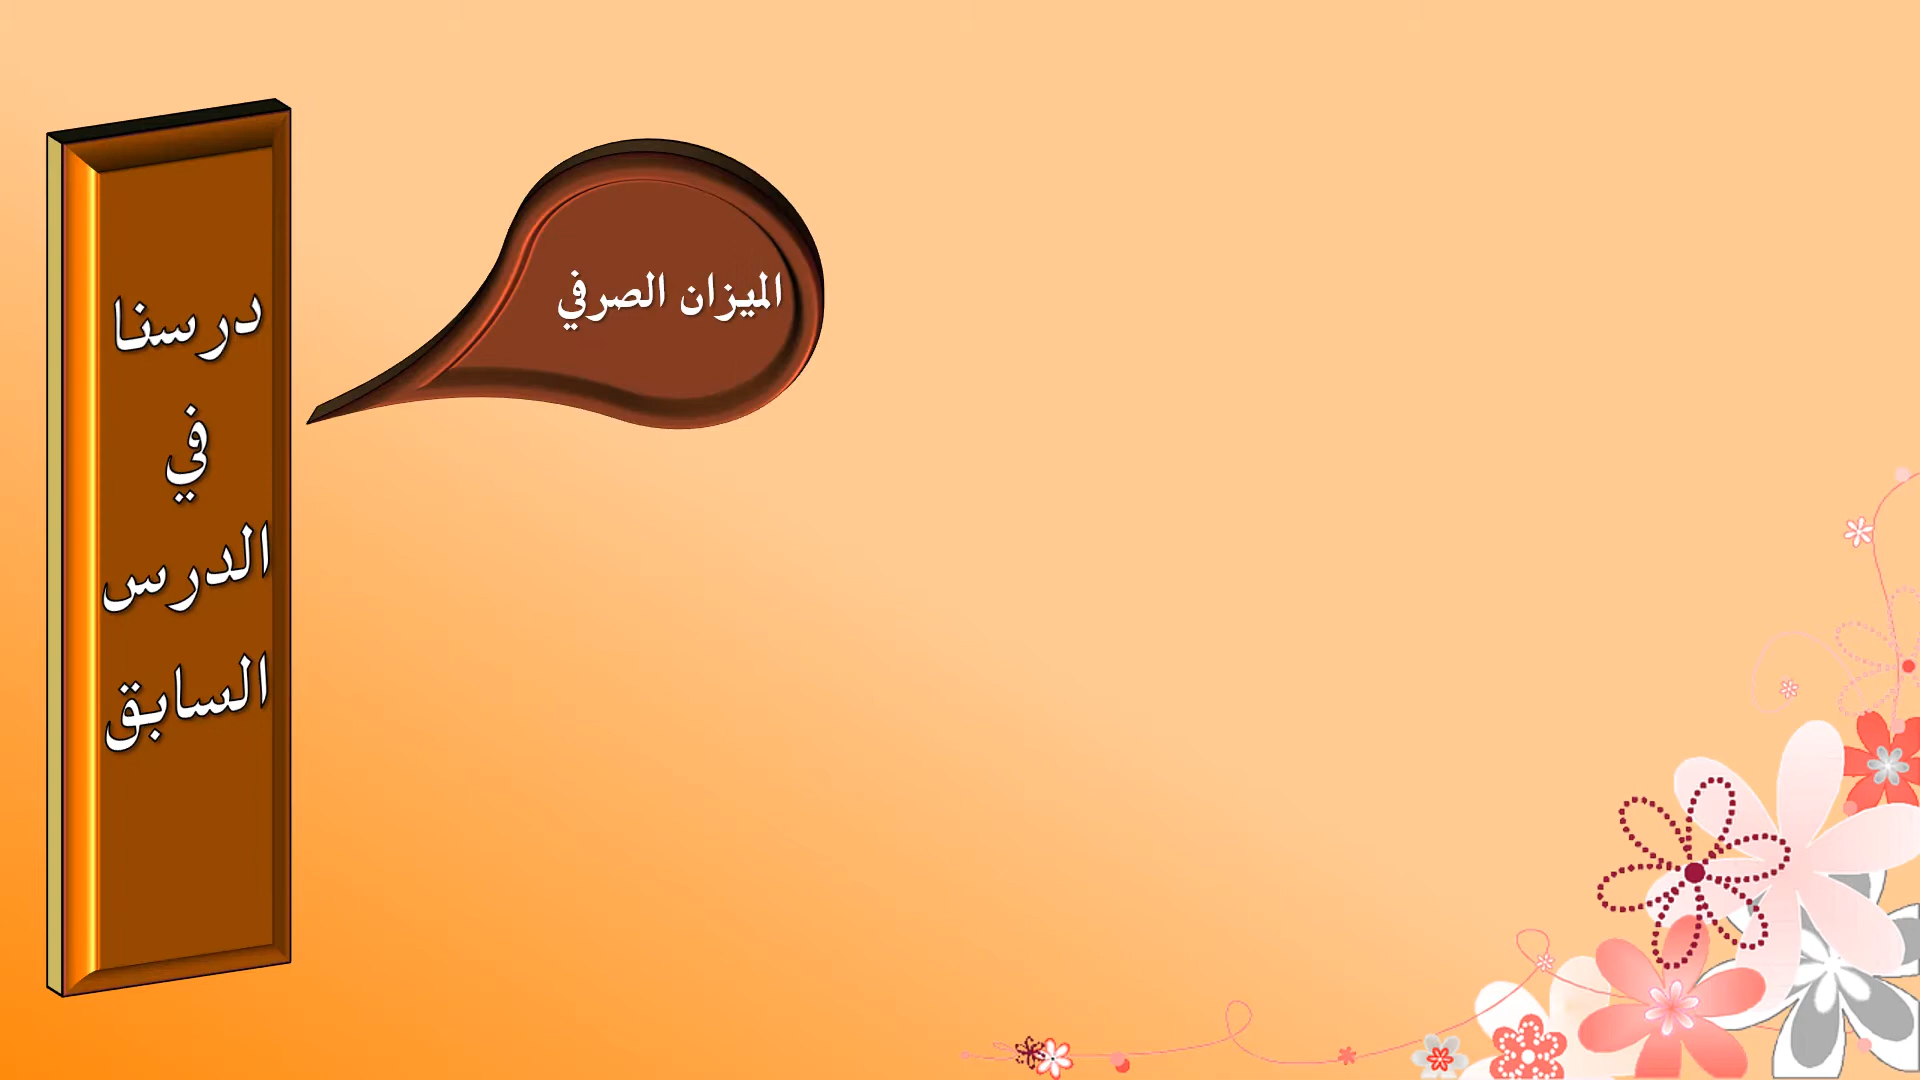 درسنا
في
الدرس
السابق
الميزان الصرفي